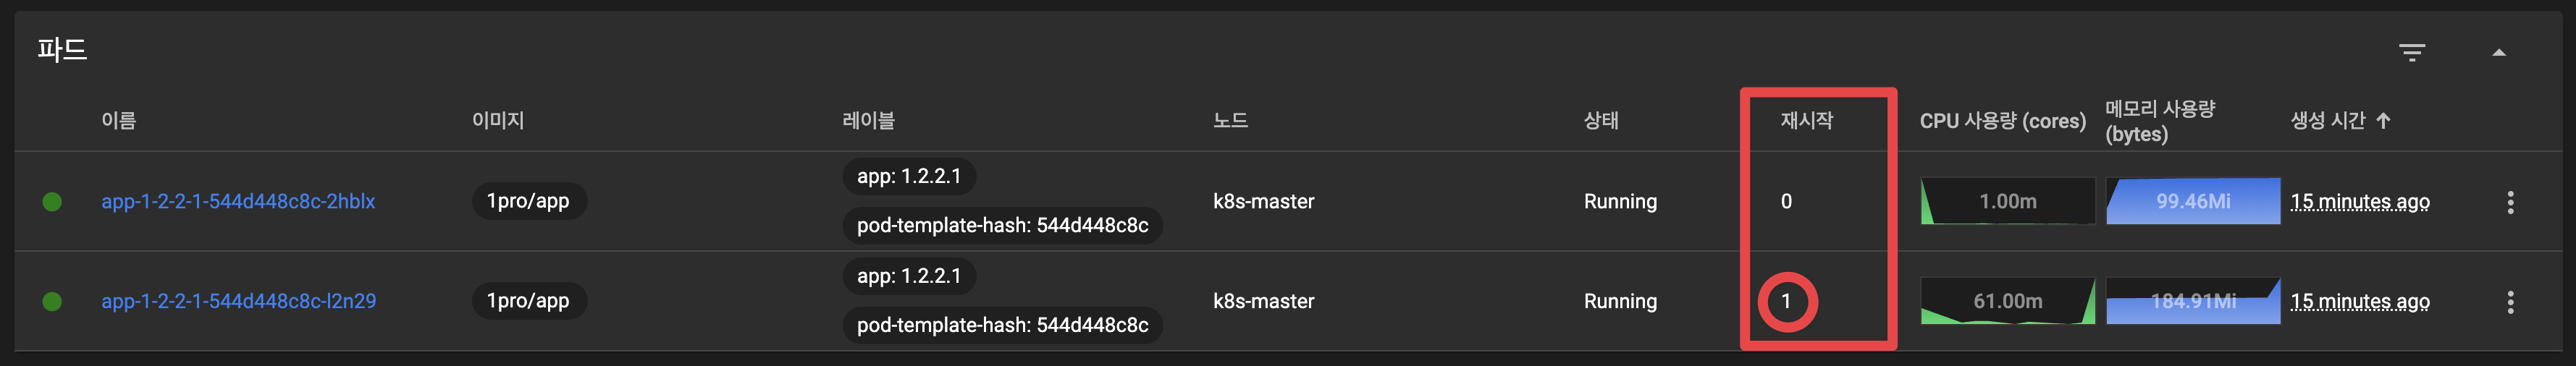 파드
이름 이미지 레이블 노드 상태 재시작 CPU 사용량 (cores) 메모리 사용량 (bytes) 생성 시간
app-1-2-2-1-544d448c8c-2hblx 1pro/app app: 1.2.2.1 k8s-master Running 0 1.00m 99.46Mi 15 minutes ago
pod-template-hash: 544d448c8c
app-1-2-2-1-544d448c8c-l2n29 1pro/app app: 1.2.2.1 k8s-master Running 1 61.00m 184.91Mi 15 minutes ago
pod-template-hash: 544d448c8c